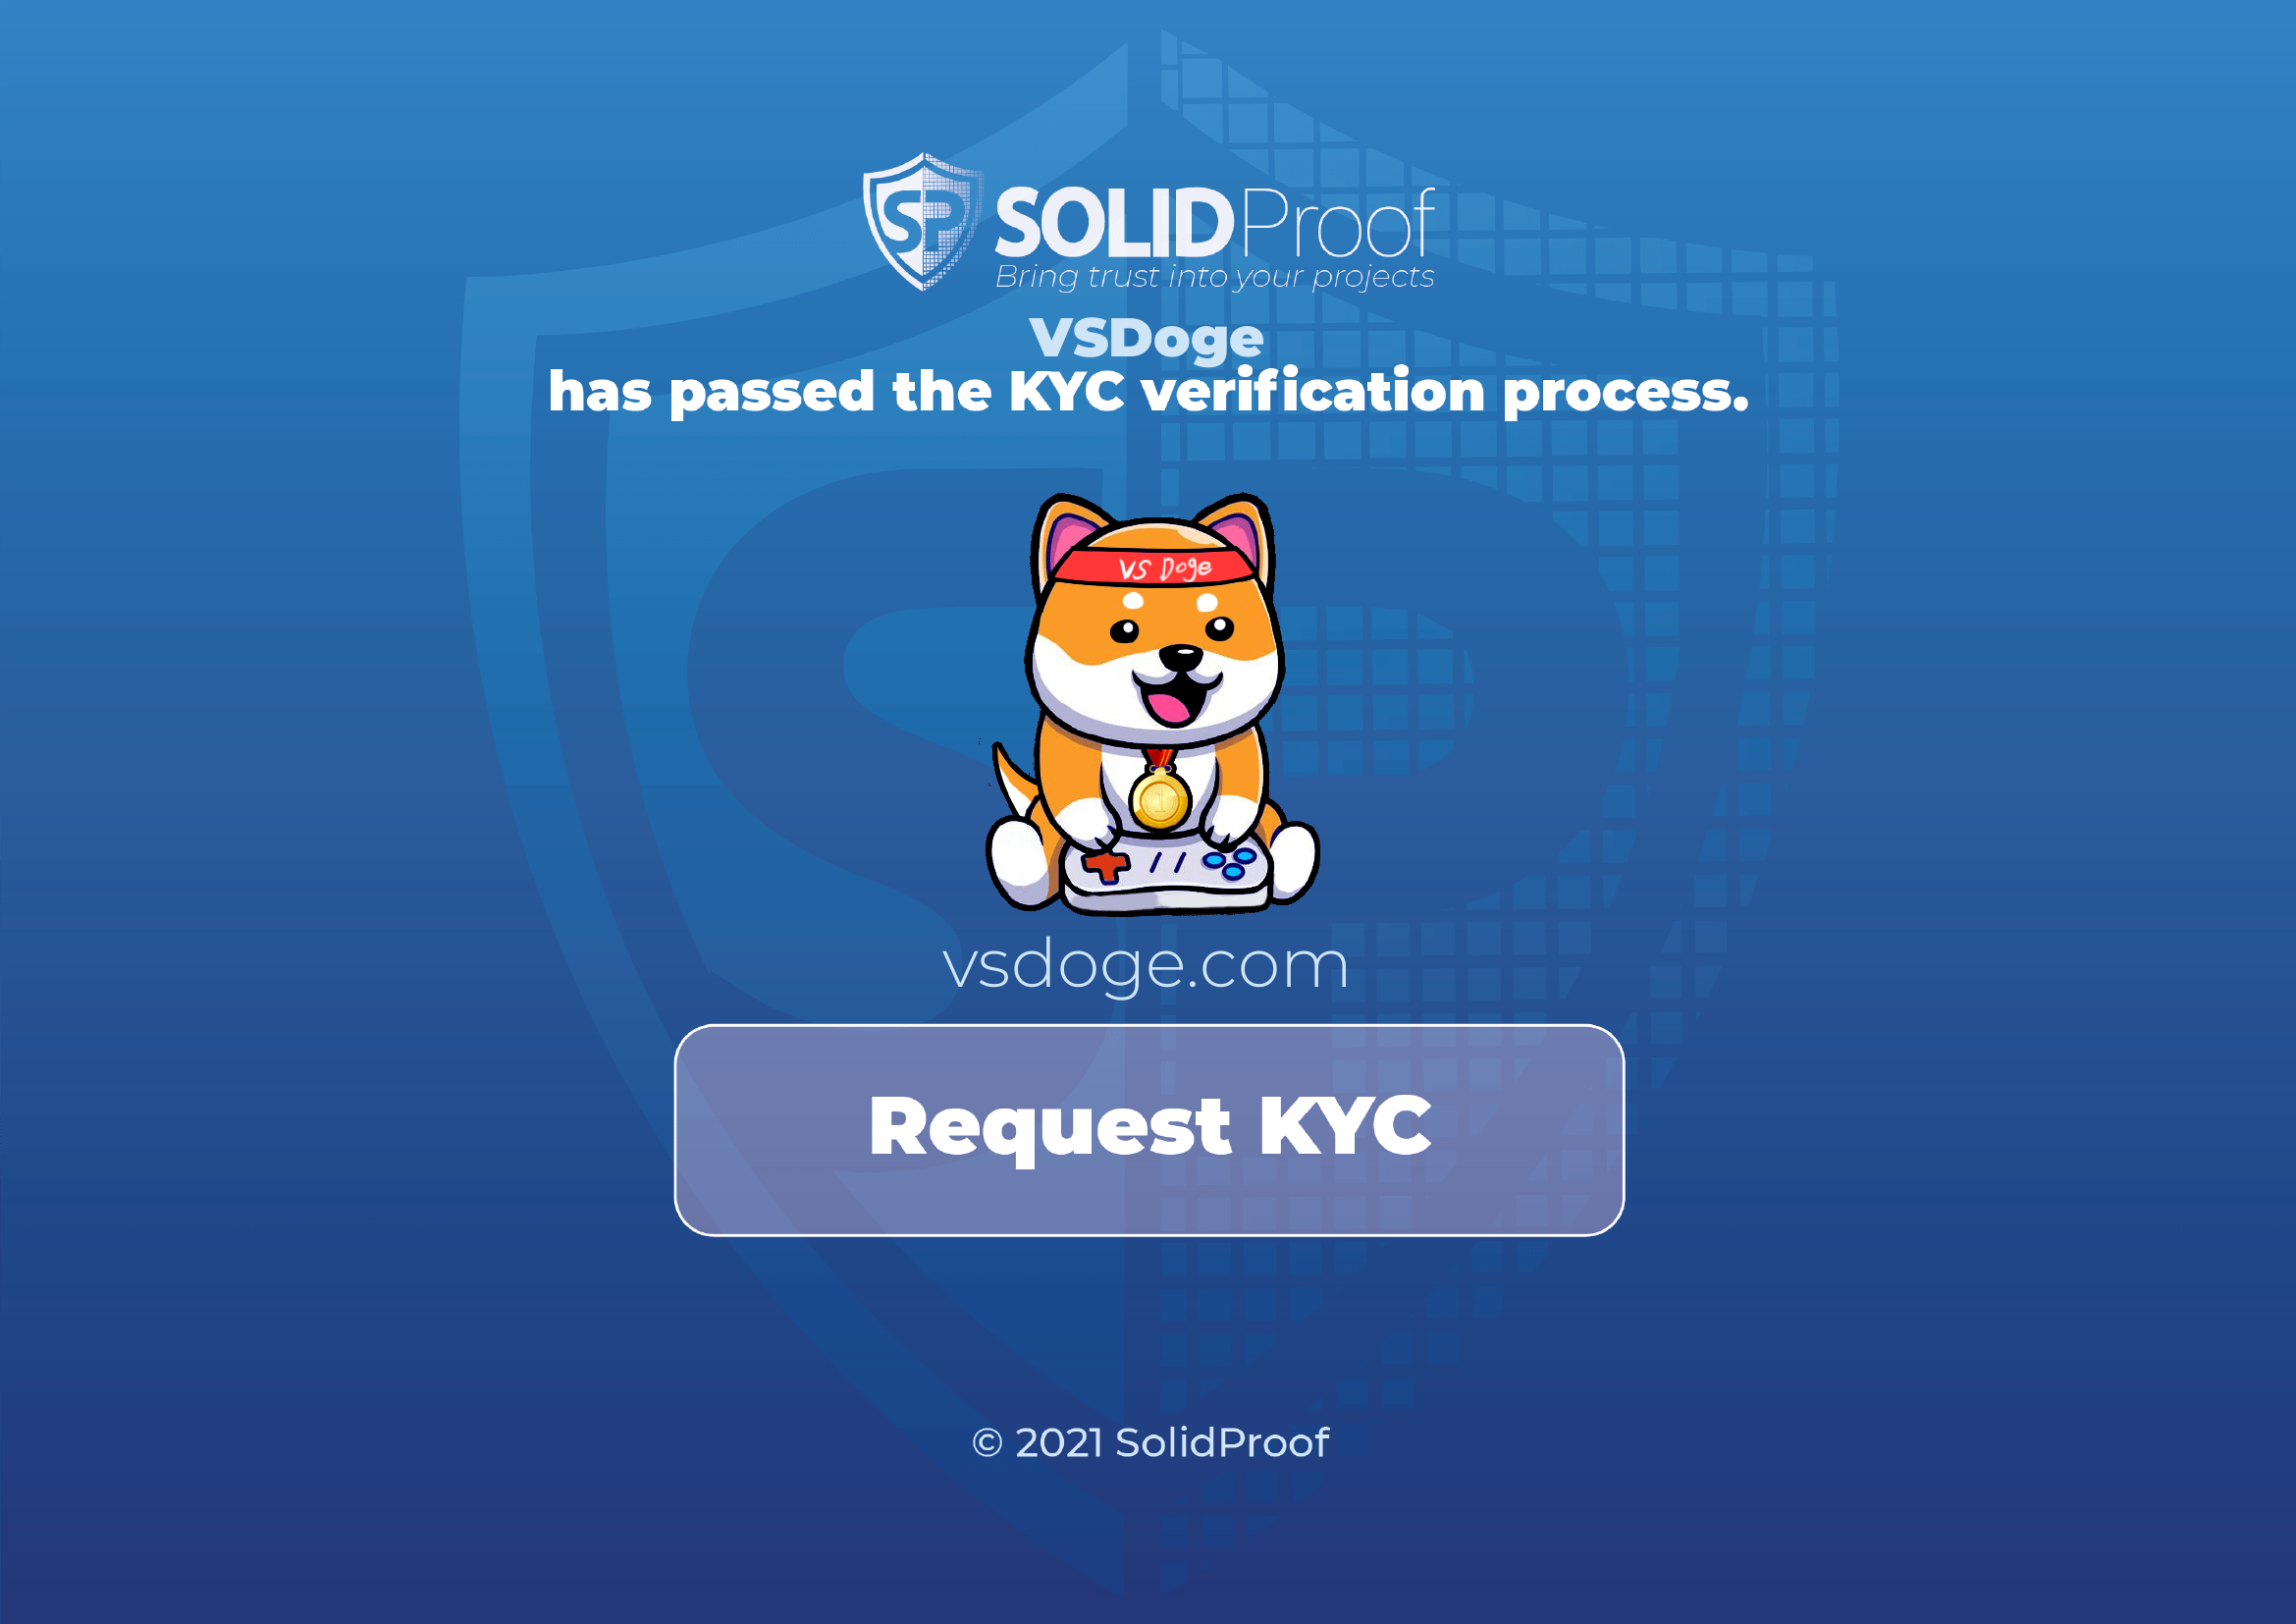 SP
SOLIDProof
Bring trust into your projects
VSDoge
has passed the KYC verification process.
VS Doge
1
vsdoge.com
Request KYC
© 2021 SolidProof